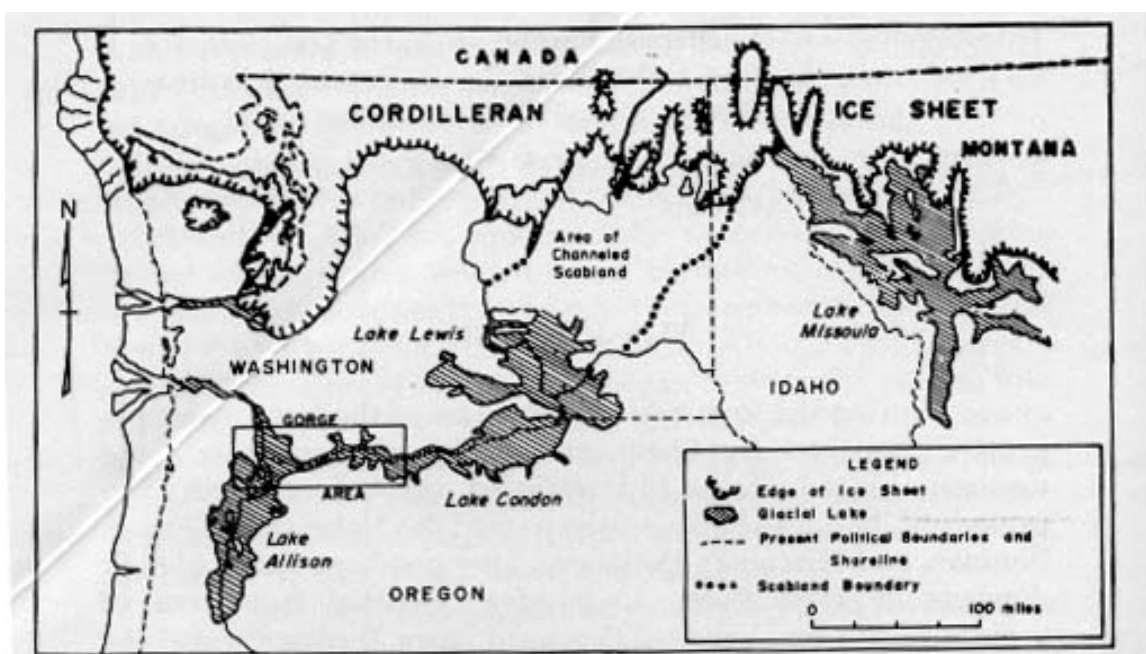 CANADA
CORDILLERAN
ICE SHEET
MONTANA
N
Area of
Channeled
Scabland
Lake
Missoula
Lake Lewis
WASHINGTON
IDAHO
GORGE
AREA
Lake Condon
Lake
Allison
OREGON
LEGEND
Edge of Ice Sheet
Glacial Lake
Present Political Boundaries and
Shoreline
Scabland Boundary
0 100 miles